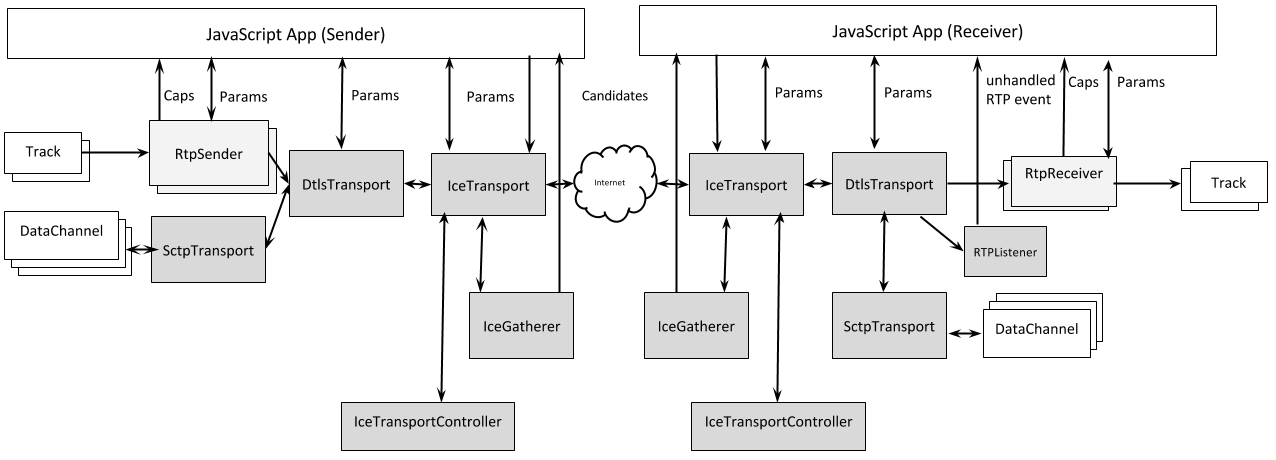 JavaScript App (Sender)
JavaScript App (Receiver)
Caps
Params
Params
Params
Candidates
Params
Params
unhandled
RTP event
Caps
Params
Track
RtpSender
DtlsTransport
IceTransport
Internet
IceTransport
DtlsTransport
RtpReceiver
Track
DataChannel
SctpTransport
RTPListener
IceGatherer
IceGatherer
SctpTransport
DataChannel
IceTransportController
IceTransportController